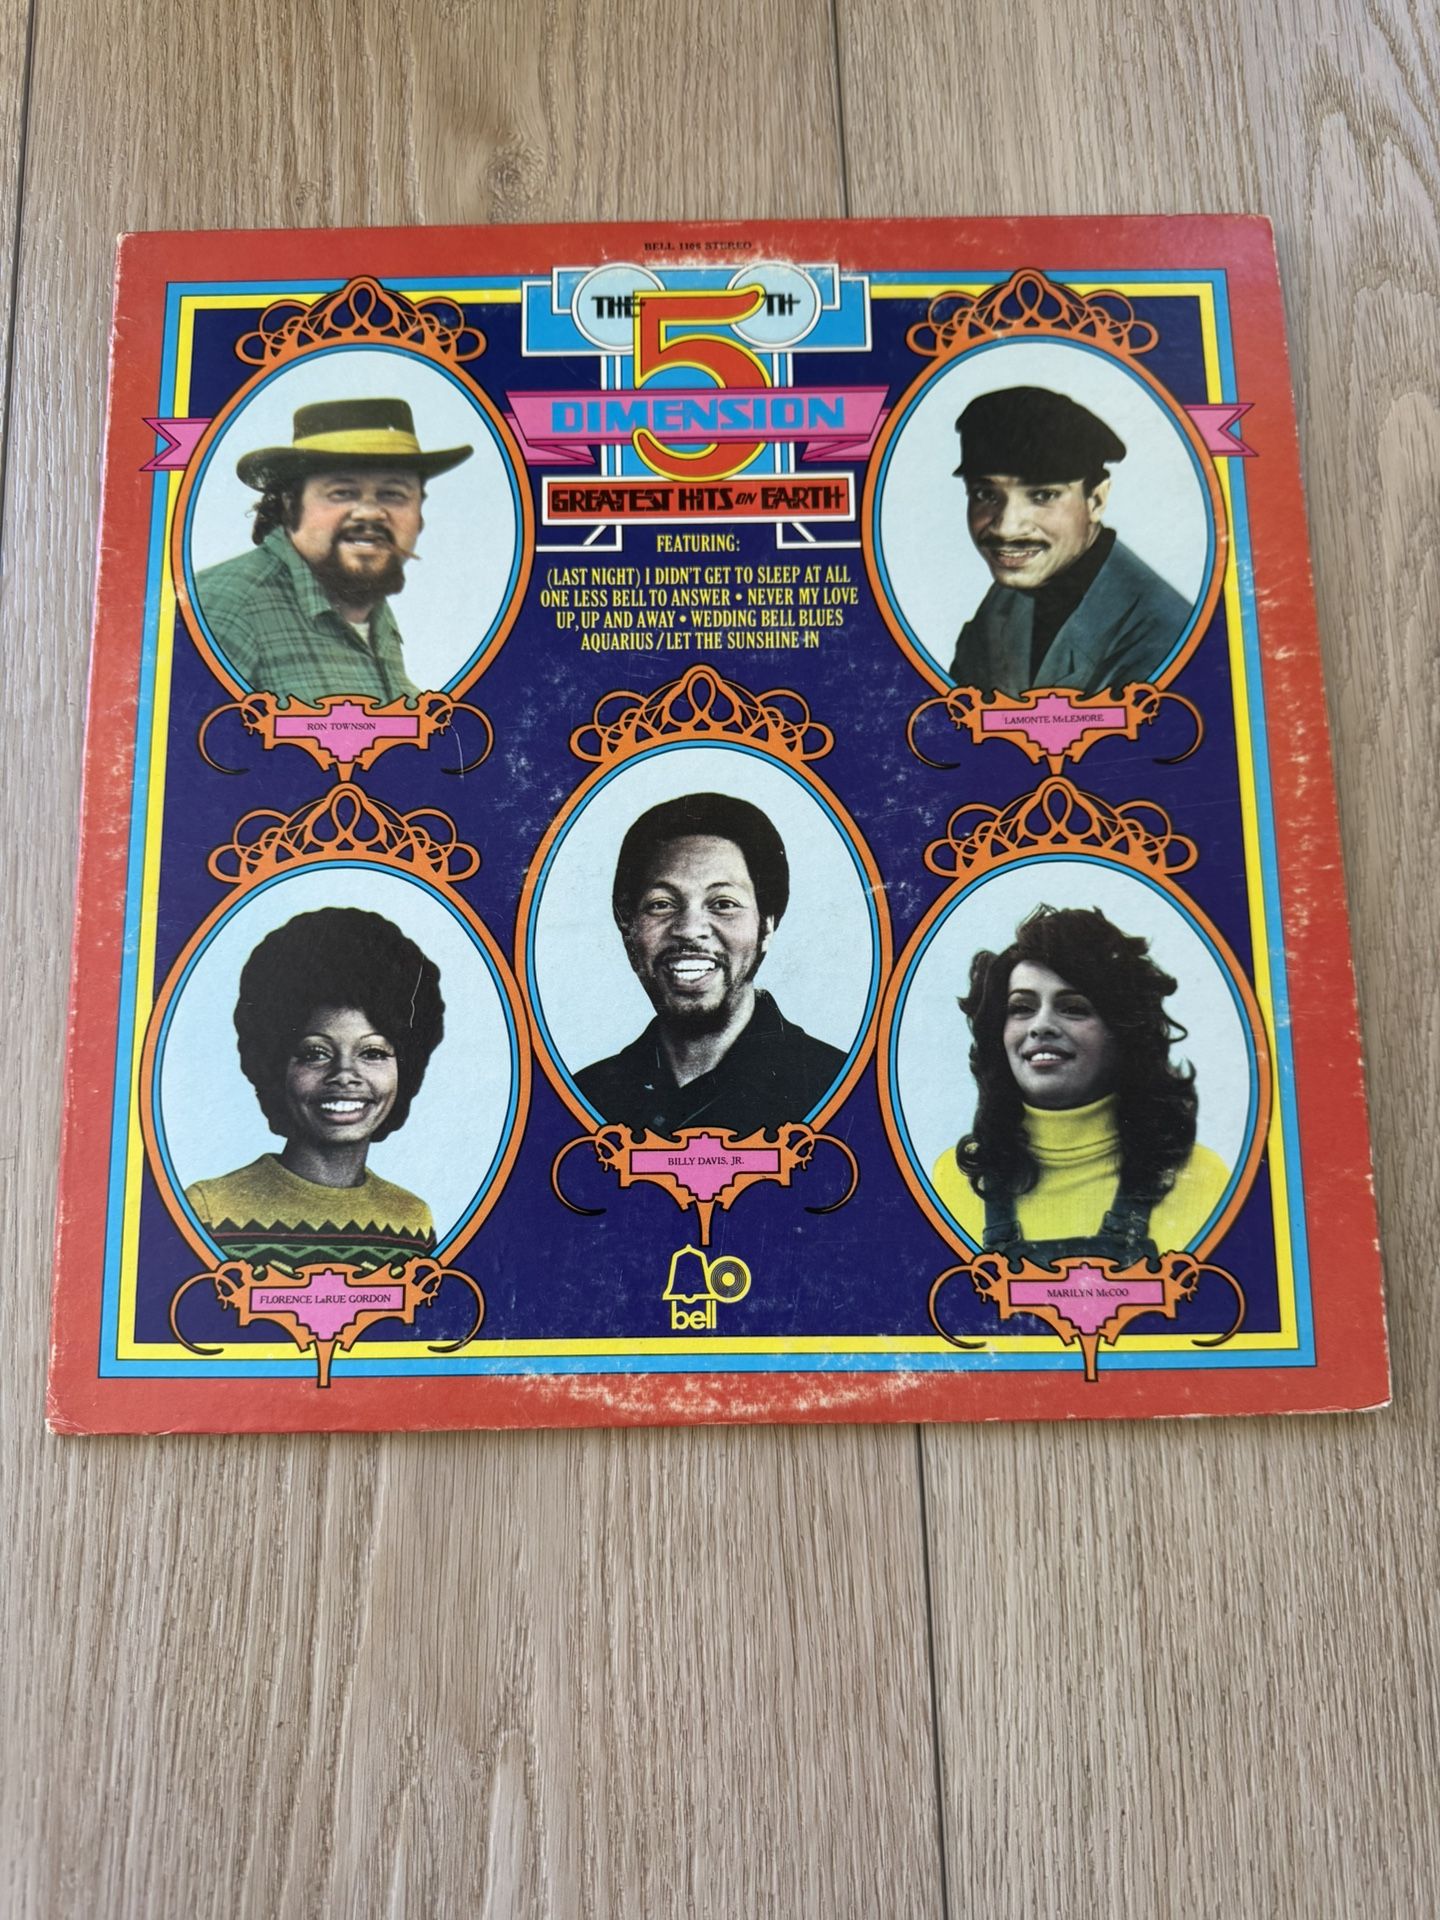 BELL 1106 STEREO
THE 5TH
DIMENSION
GREATEST HITS ON EARTH
FEATURING:
(LAST NIGHT) I DIDN'T GET TO SLEEP AT ALL
ONE LESS BELL TO ANSWER • NEVER MY LOVE
UP, UP AND AWAY • WEDDING BELL BLUES
AQUARIUS / LET THE SUNSHINE IN
RON TOWNSON
LAMONTE McLEMORE
BILLY DAVIS, JR.
FLORENCE LaRUE GORDON
MARILYN McCOO
bell